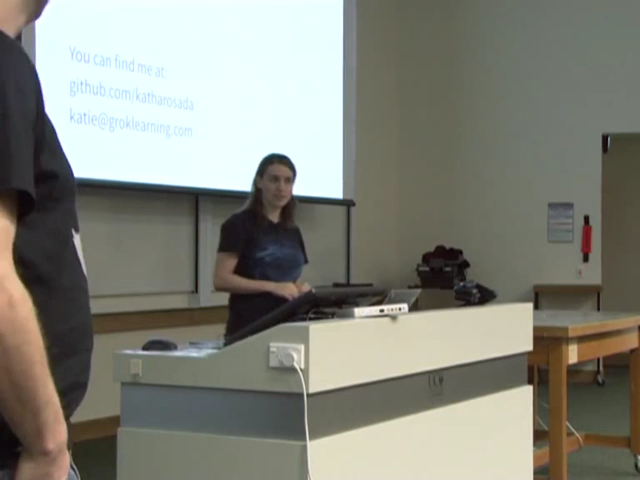 You can find me at
github.com/katharosada
katie@groklearning.com